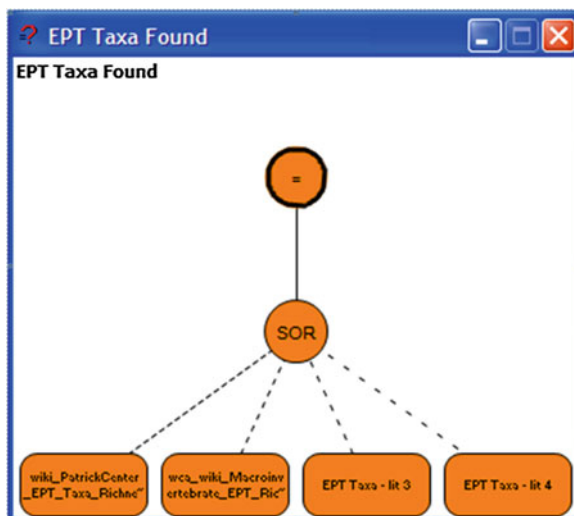 EPT Taxa Found
EPT Taxa Found
=
SOR
wiki_PatrickCenter
_EPT_Taxa_Richne"
wca_wiki_Macroinv
ertebrate_EPT_Ric"
EPT Taxa - lit 3
EPT Taxa - lit 4